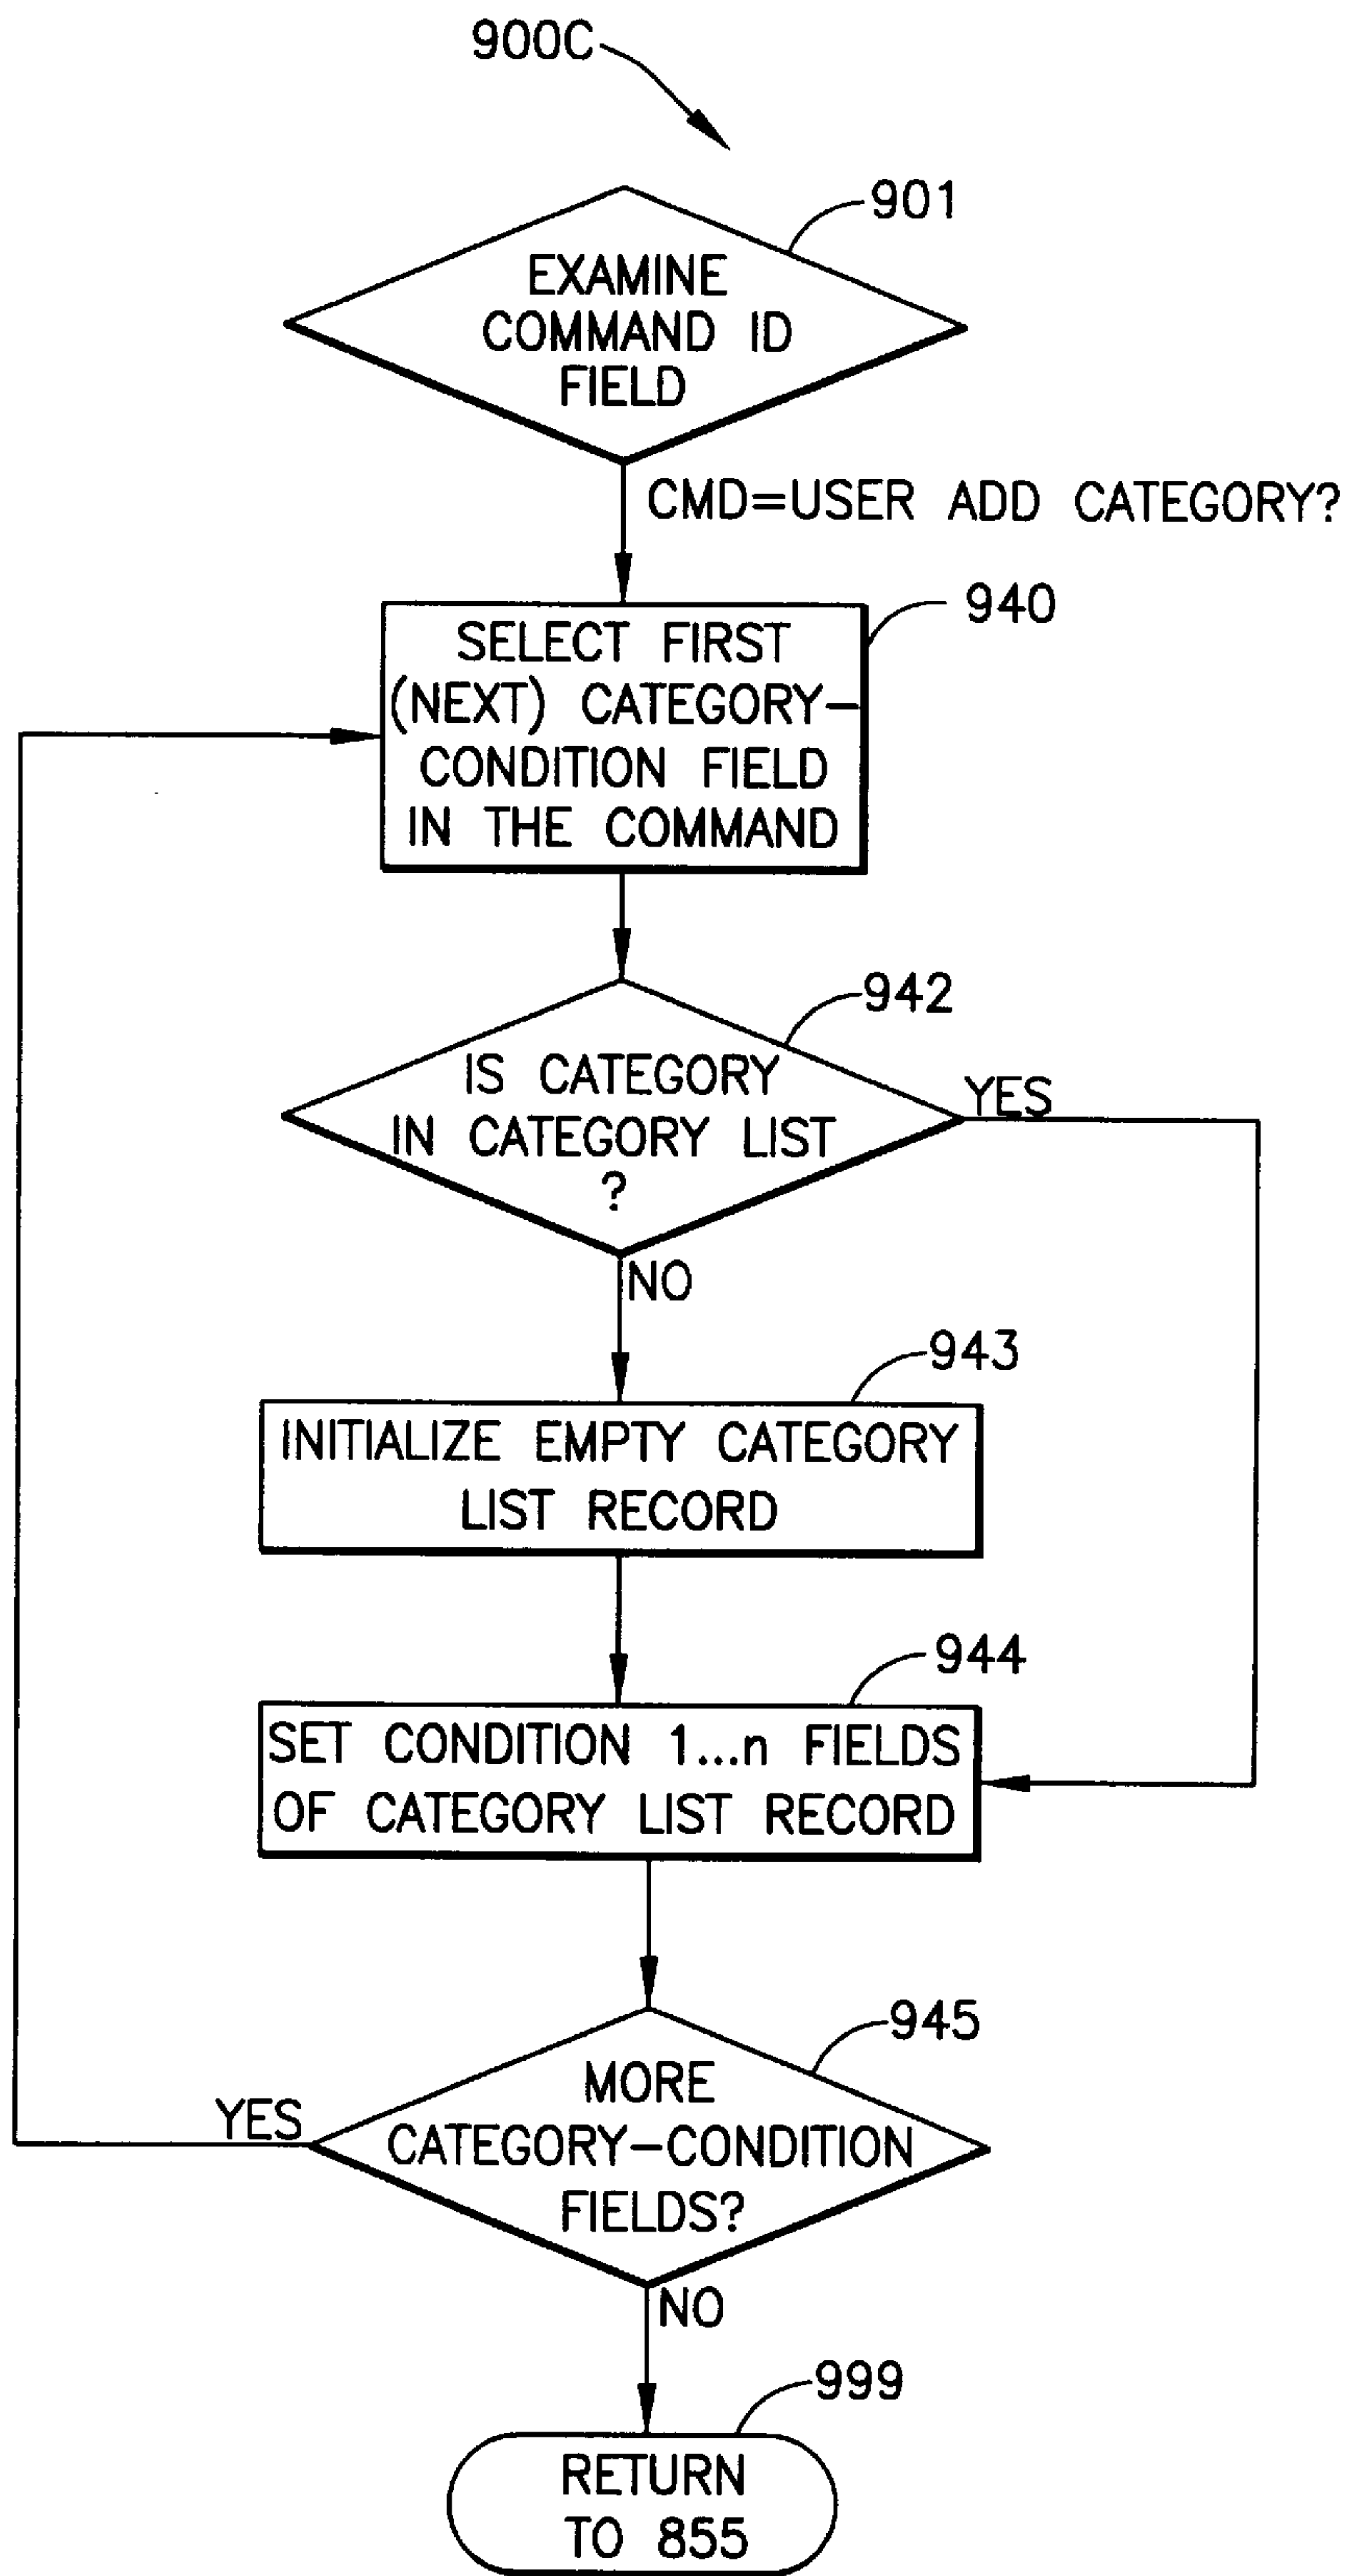 900C
901
EXAMINE
COMMAND ID
FIELD
CMD=USER ADD CATEGORY?
940
SELECT FIRST
(NEXT) CATEGORY-
CONDITION FIELD
IN THE COMMAND
942
IS CATEGORY
IN CATEGORY LIST
?
YES
NO
943
INITIALIZE EMPTY CATEGORY
LIST RECORD
944
SET CONDITION 1...n FIELDS
OF CATEGORY LIST RECORD
945
MORE
CATEGORY-CONDITION
FIELDS?
YES
NO
999
RETURN
TO 855